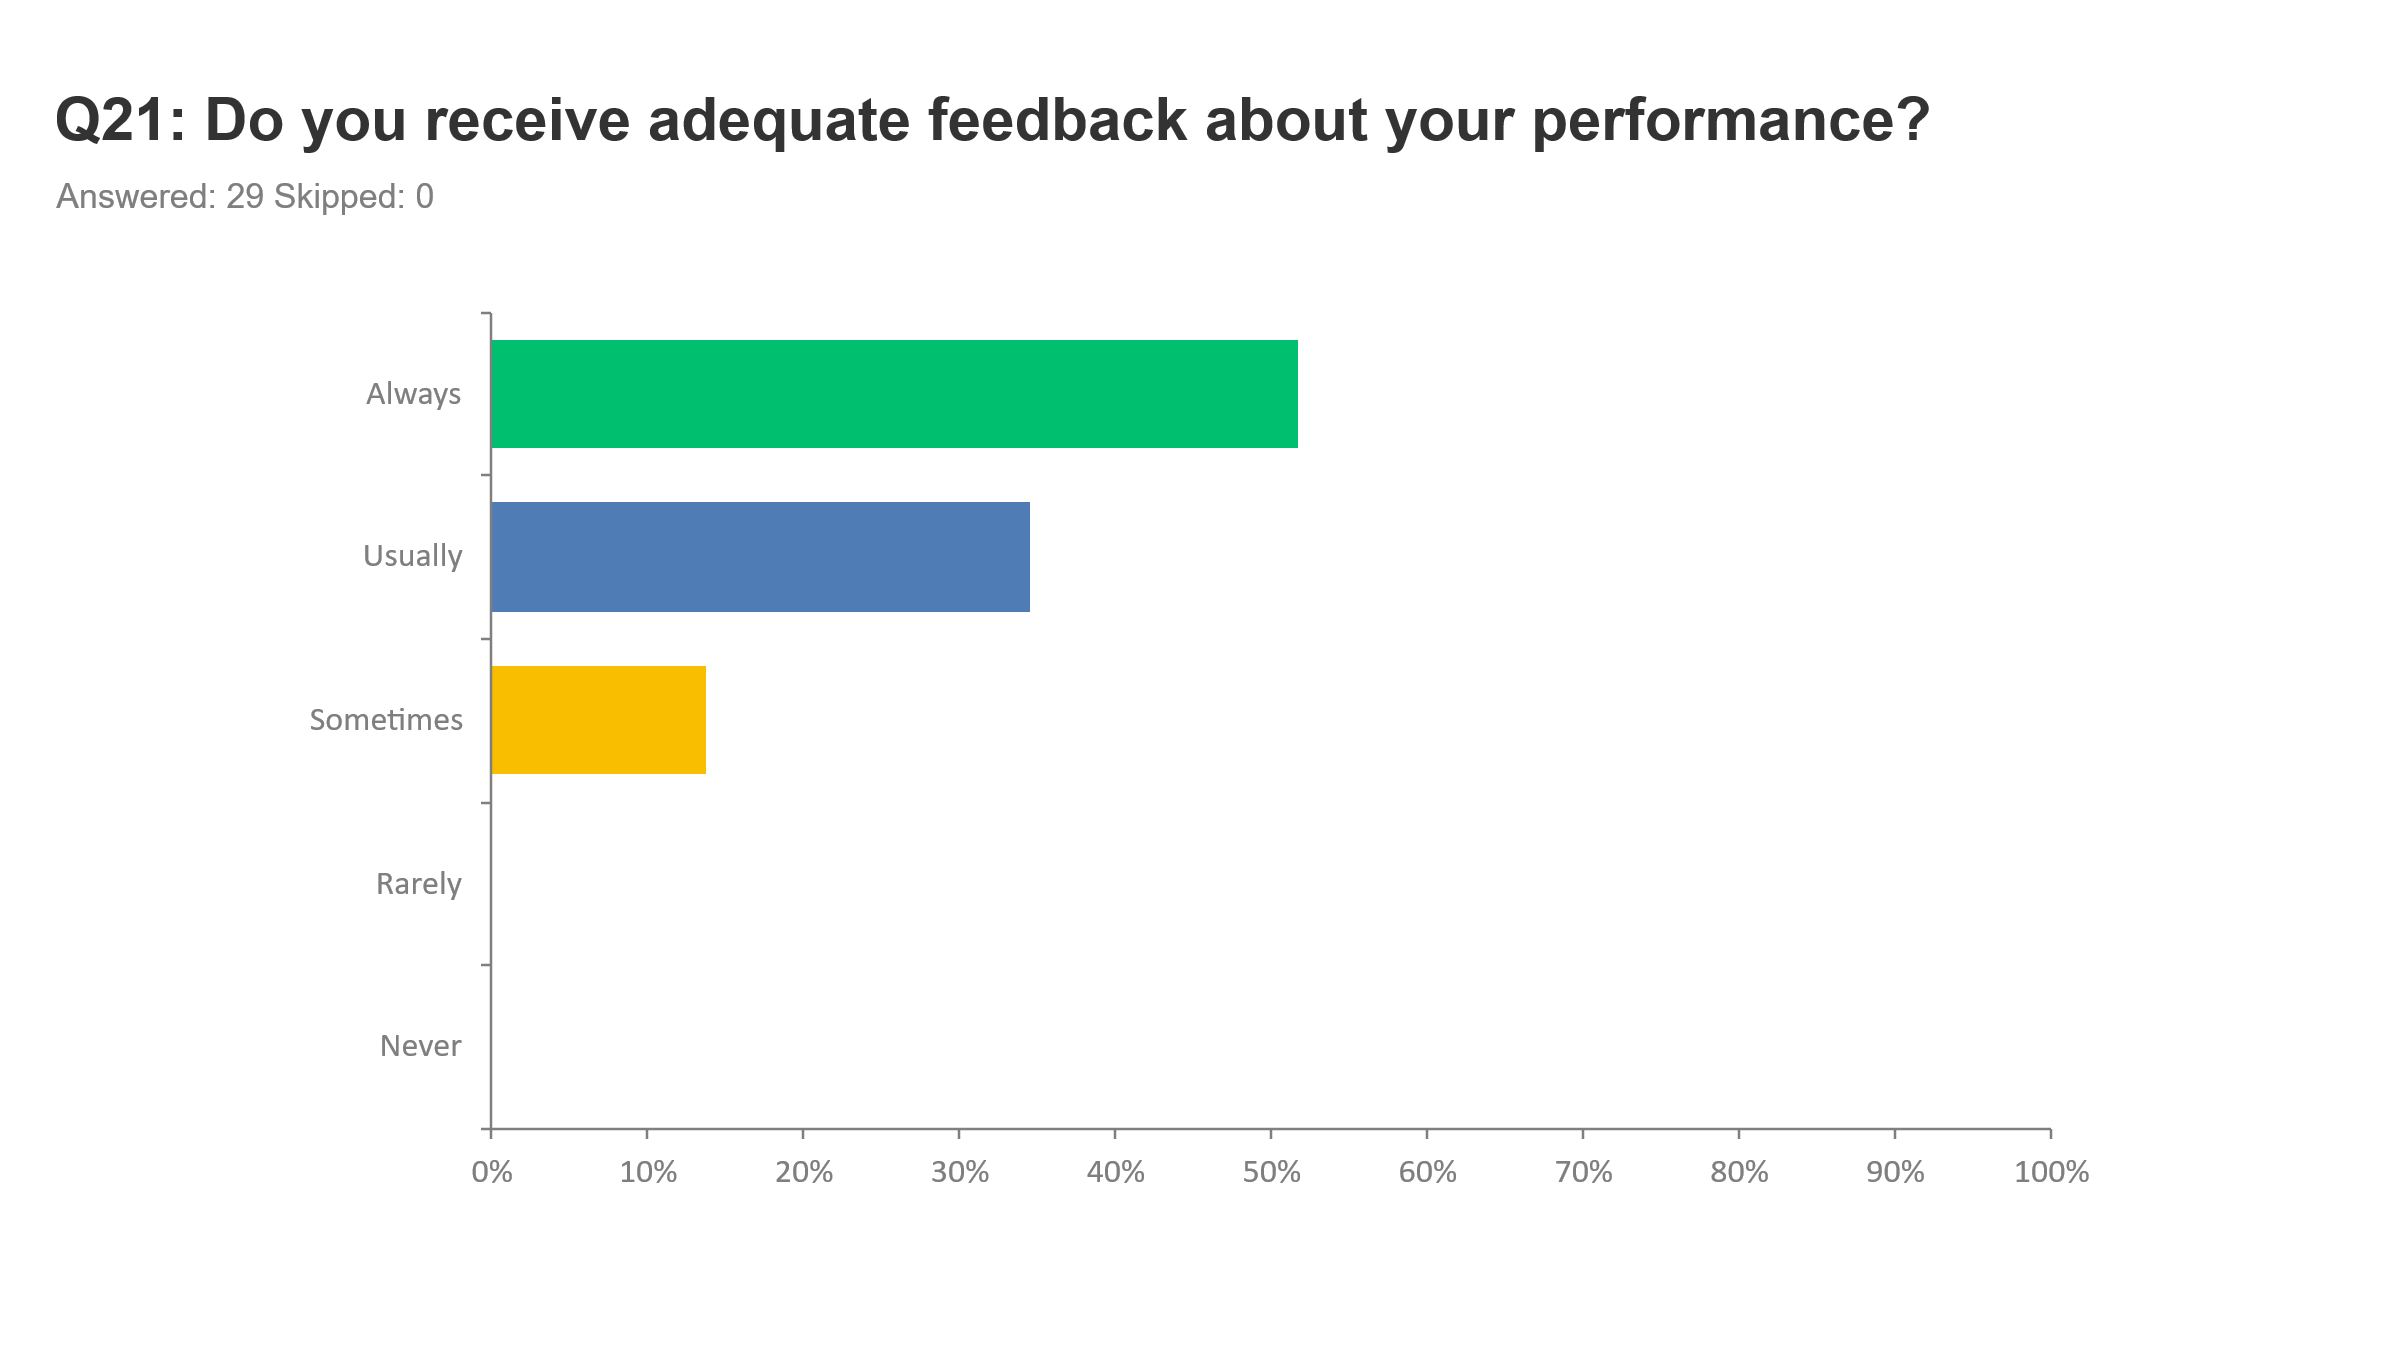 Q21: Do you receive adequate feedback about your performance?
Answered: 29 Skipped: 0
Always
Usually
Sometimes
Rarely
Never
0% 10% 20% 30% 40% 50% 60% 70% 80% 90% 100%